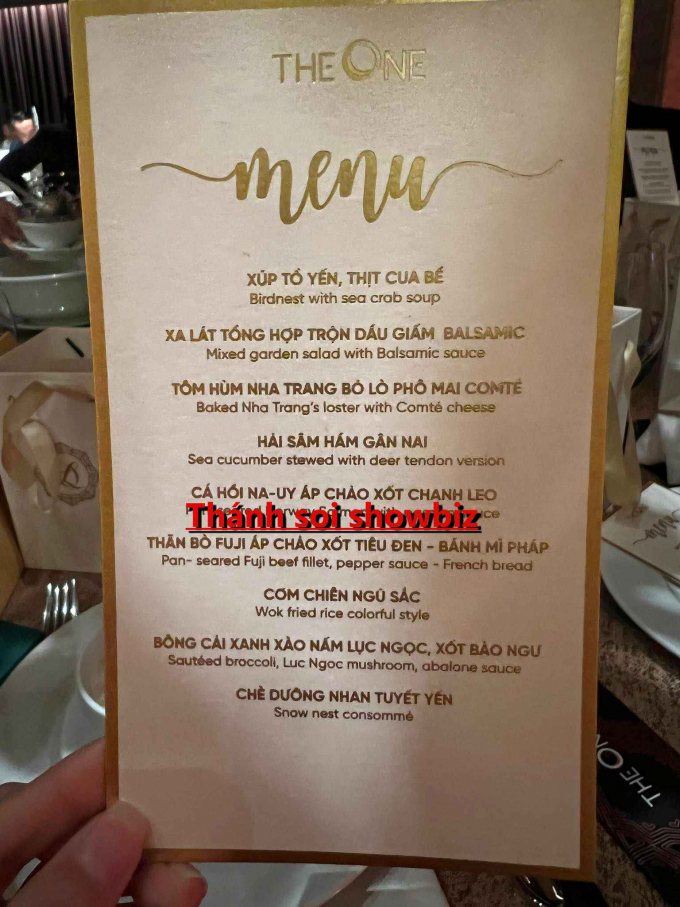 THE ONE
menu
XÚP TỔ YẾN, THỊT CUA BỂ
Birdnest with sea crab soup
XA LÁT TỔNG HỢP TRỘN DẦU GIẤM BALSAMIC
Mixed garden salad with Balsamic sauce
TÔM HÙM NHA TRANG BỎ LÒ PHÔ MAI COMTÉ
Baked Nha Trang's loster with Comté cheese
HẢI SÂM HẦM GÂN NAI
Sea cucumber stewed with deer tendon version
CÁ HỒI NA-UY ÁP CHẢO XỐT CHANH LEO
Thánh soi showbiz
THĂN BÒ FUJI ÁP CHẢO XỐT TIÊU ĐEN - BÁNH MÌ PHÁP
Pan- seared Fuji beef fillet, pepper sauce - French bread
CƠM CHIÊN NGŨ SẮC
Wok fried rice colorful style
BÔNG CẢI XANH XÀO NẤM LỤC NGỌC, XỐT BÀO NGƯ
Sautéed broccoli, Luc Ngoc mushroom, abalone sauce
CHÈ DƯỠNG NHAN TUYẾT YẾN
Snow nest consommé
THE ON